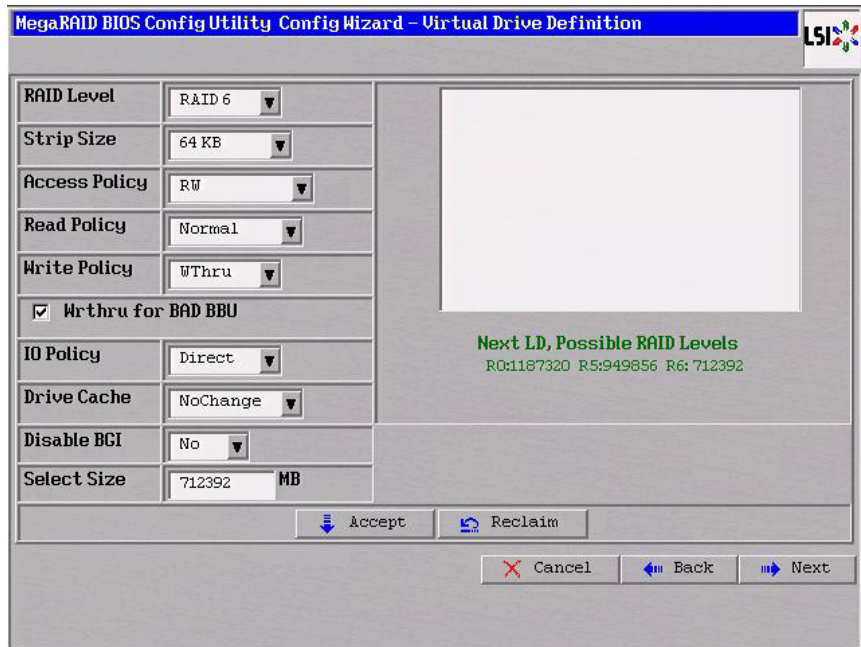 MegaRAID BIOS Config Utility Config Wizard – Virtual Drive Definition
LSI
RAID Level RAID 6
Strip Size 64 KB
Access Policy RW
Read Policy Normal
Write Policy WThru
Wrthru for BAD BBU
IO Policy Direct
Drive Cache NoChange
Disable BGI No
Select Size 712392 MB
Next LD, Possible RAID Levels
R0:1187320 R5:949856 R6: 712392
Accept Reclaim
Cancel Back Next